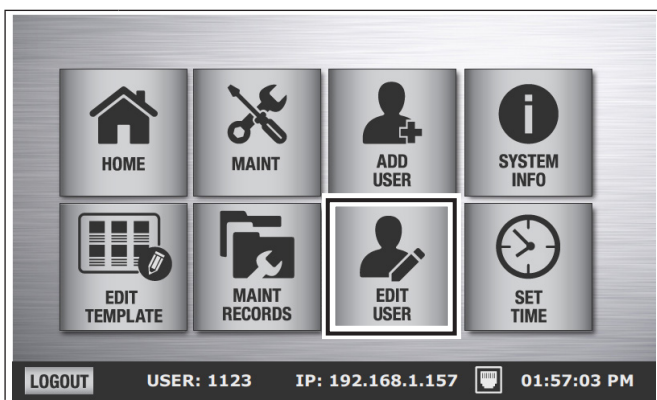 HOME
MAINT
ADD
USER
SYSTEM
INFO
EDIT
TEMPLATE
MAINT
RECORDS
EDIT
USER
SET
TIME
LOGOUT USER: 1123 IP: 192.168.1.157 01:57:03 PM